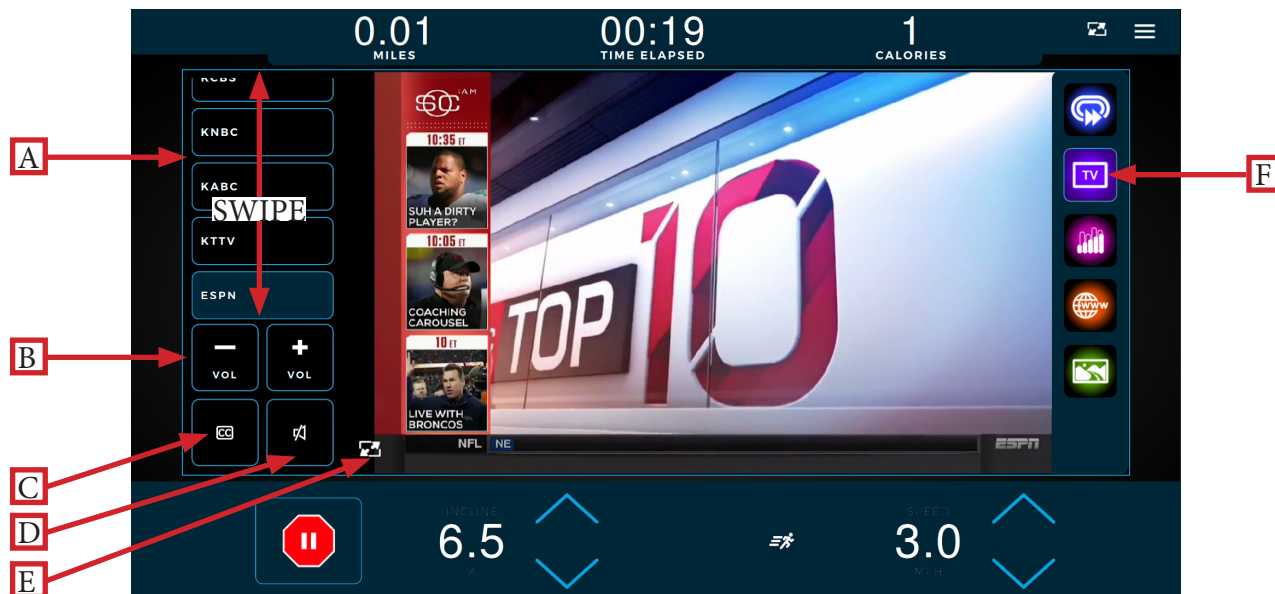 0.01
MILES
00:19
TIME ELAPSED
1
CALORIES
KCBS
KNBC
KABC
SWIPE
KTTV
ESPN
VOL
VOL
CC
AM
10:35 ET
SUH A DIRTY
PLAYER?
10:05 ET
COACHING
CAROUSEL
10 ET
LIVE WITH
BRONCOS
TOP
10
NFL
NE
ESPN
TV
WWW
A
B
C
D
E
F
INCLINE
6.5
%
SPEED
3.0
MPH